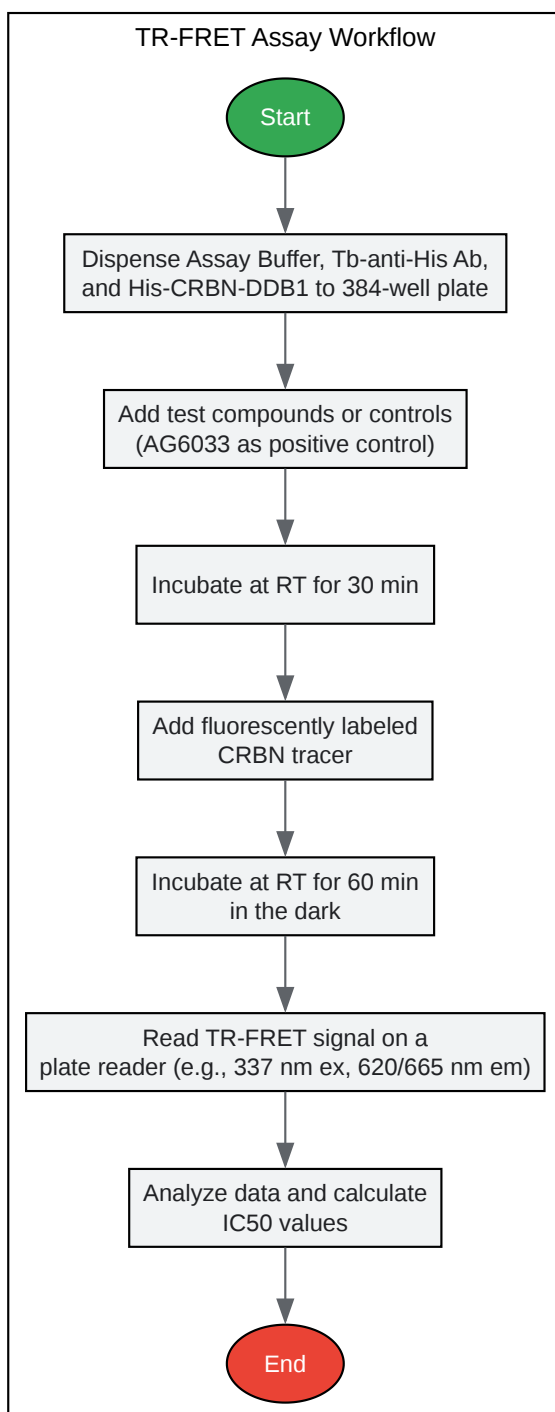 TR-FRET Assay Workflow
Start
Dispense Assay Buffer, Tb-anti-His Ab,
and His-CRBN-DDB1 to 384-well plate
Add test compounds or controls
(AG6033 as positive control)
Incubate at RT for 30 min
Add fluorescently labeled
CRBN tracer
Incubate at RT for 60 min
in the dark
Read TR-FRET signal on a
plate reader (e.g., 337 nm ex, 620/665 nm em)
Analyze data and calculate
IC50 values
End